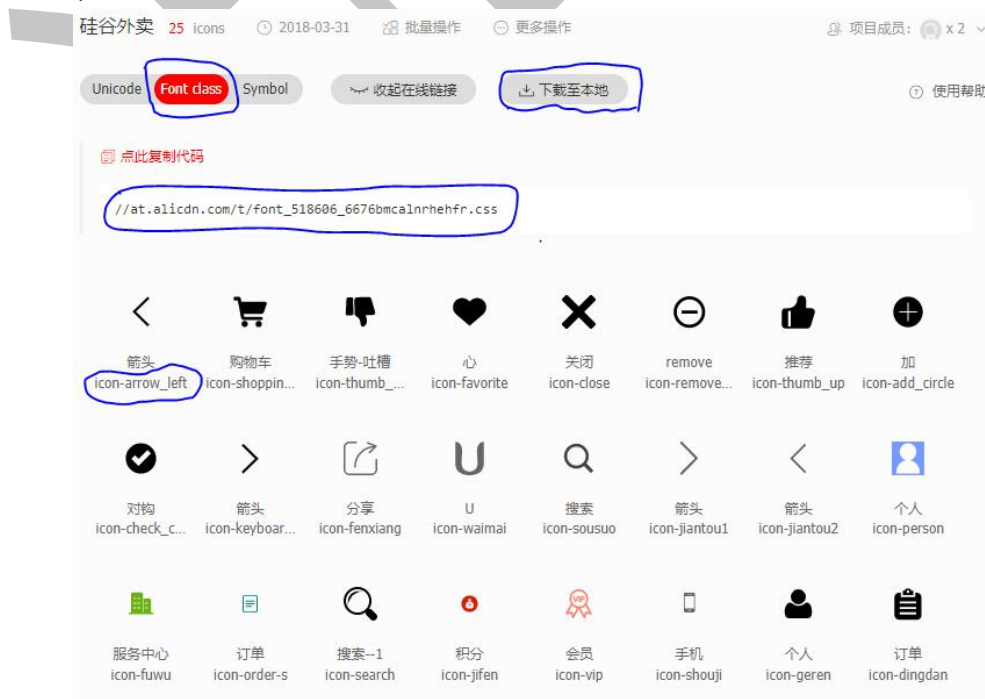 硅谷外卖 25 icons 2018-03-31 批量操作 更多操作 项目成员: x 2
Unicode Font class Symbol 收起在线链接 下载至本地 使用帮助
点此复制代码
//at.alicdn.com/t/font_518606_6676bmcalnrhehfr.css
箭头 购物车 手势-吐槽 心 关闭 remove 推荐 加
icon-arrow_left icon-shoppin... icon-thumb_... icon-favorite icon-close icon-remove... icon-thumb_up icon-add_circle
对钩 箭头 分享 U 搜索 箭头 箭头 个人
icon-check_c... icon-keyboar... icon-fenxiang icon-waimai icon-sousuo icon-jiantou1 icon-jiantou2 icon-person
VIP
服务中心 订单 搜索--1 积分 会员 手机 个人 订单
icon-fuwu icon-order-s icon-search icon-jifen icon-vip icon-shouji icon-geren icon-dingdan